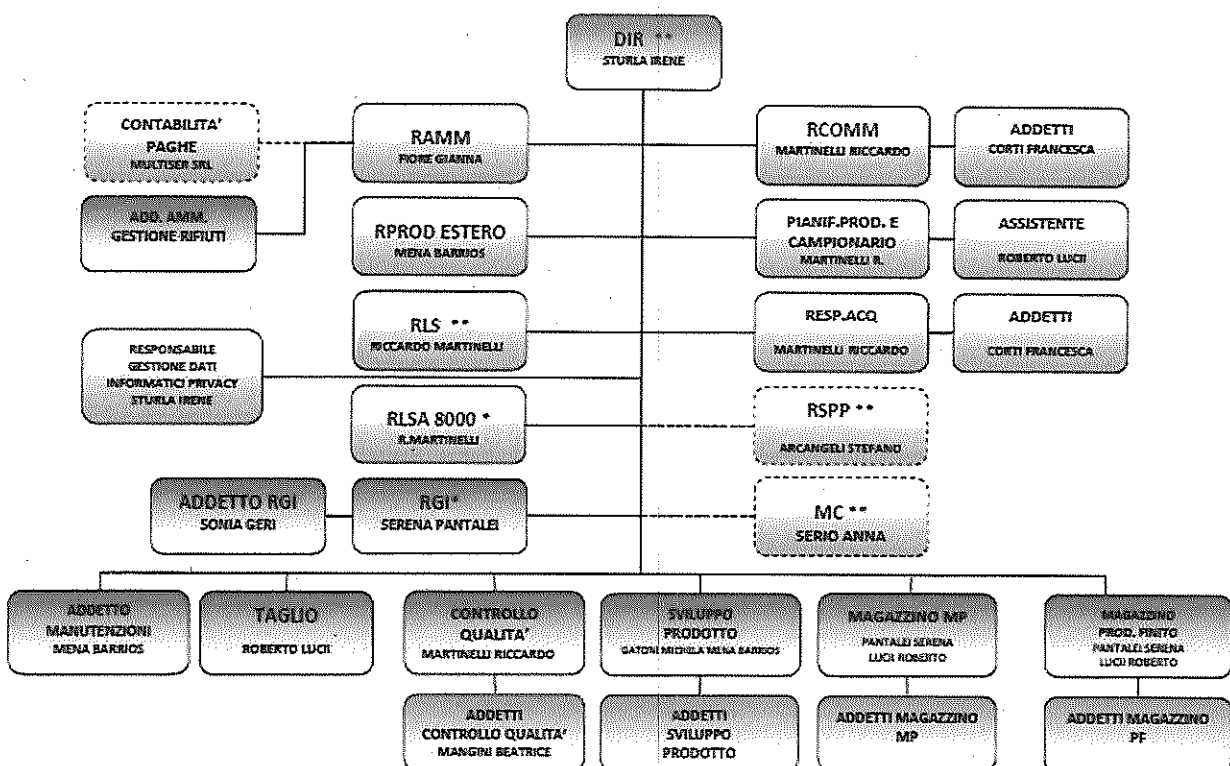 DIR **
STURLA IRENE
CONTABILITA'
PAGHE
MULTISER SRL
RAMM
FIORE GIANNA
RCOMM
MARTINELLI RICCARDO
ADDETTI
CORTI FRANCESCA
ADD. AMM.
GESTIONE RIFIUTI
RPROD ESTERO
MENA BARRIOS
PIANIF.PROD. E
CAMPIONARIO
MARTINELLI R.
ASSISTENTE
ROBERTO LUCII
RESPONSABILE
GESTIONE DATI
INFORMATICI PRIVACY
STURLA IRENE
RLS **
RICCARDO MARTINELLI
RESP.ACQ
MARTINELLI RICCARDO
ADDETTI
CORTI FRANCESCA
RLSA 8000 *
R.MARTINELLI
RSPP **
ARCANGELI STEFANO
ADDETTO RGI
SONIA GERI
RGI*
SERENA PANTALEI
MC **
SERIO ANNA
ADDETTO
MANUTENZIONI
MENA BARRIOS
TAGLIO
ROBERTO LUCII
CONTROLLO
QUALITA'
MARTINELLI RICCARDO
SVILUPPO
PRODOTTO
GATONI MICHELA MENA BARRIOS
MAGAZZINO MP
PANTALEI SERENA
LUCII ROBERTO
MAGAZZINO
PROD. FINITO
PANTALEI SERENA
LUCII ROBERTO
ADDETTI
CONTROLLO QUALITA'
MANGINI BEATRICE
ADDETTI
SVILUPPO
PRODOTTO
ADDETTI MAGAZZINO
MP
ADDETTI MAGAZZINO
PF